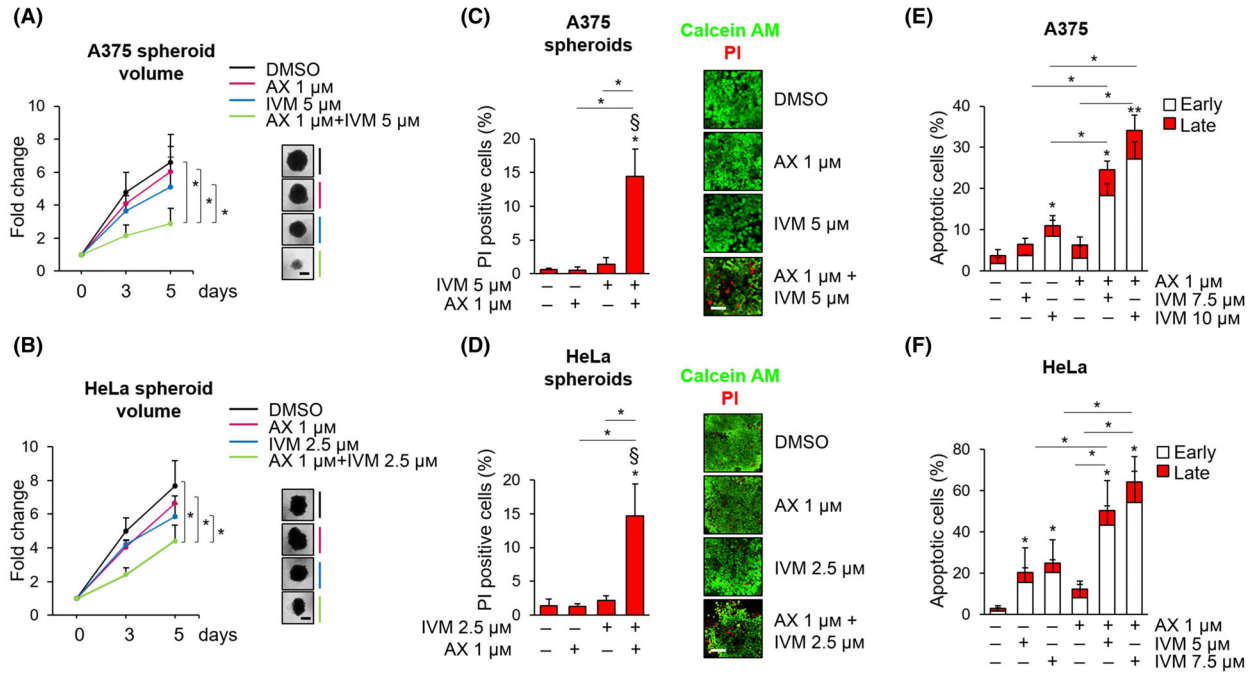 (A)
A375 spheroid
volume
DMSO
AX 1 μM
IVM 5 μM
AX 1 μM+IVM 5 μM
Fold change
10
8
6
4
2
0
0 3 5 days
*
*
*
(B)
HeLa spheroid
volume
DMSO
AX 1 μM
IVM 2.5 μM
AX 1 μM+IVM 2.5 μM
Fold change
10
8
6
4
2
0
0 3 5 days
*
*
*
(C)
A375
spheroids
PI positive cells (%)
20
15
10
5
0
*
*
§
*
IVM 5 μM – – + +
AX 1 μM – + – +
Calcein AM
PI
DMSO
AX 1 μM
IVM 5 μM
AX 1 μM +
IVM 5 μM
(D)
HeLa
spheroids
PI positive cells (%)
20
15
10
5
0
*
*
§
*
IVM 2.5 μM – – + +
AX 1 μM – + – +
Calcein AM
PI
DMSO
AX 1 μM
IVM 2.5 μM
AX 1 μM +
IVM 2.5 μM
(E)
A375
Early
Late
Apoptotic cells (%)
40
30
20
10
0
*
*
*
*
*
*
**
– – – + + + AX 1 μM
– + – – + – IVM 7.5 μM
– – + – – + IVM 10 μM
(F)
HeLa
Early
Late
Apoptotic cells (%)
80
60
40
20
0
*
*
*
*
*
*
*
*
– – – + + + AX 1 μM
– + – – + – IVM 5 μM
– – + – – + IVM 7.5 μM